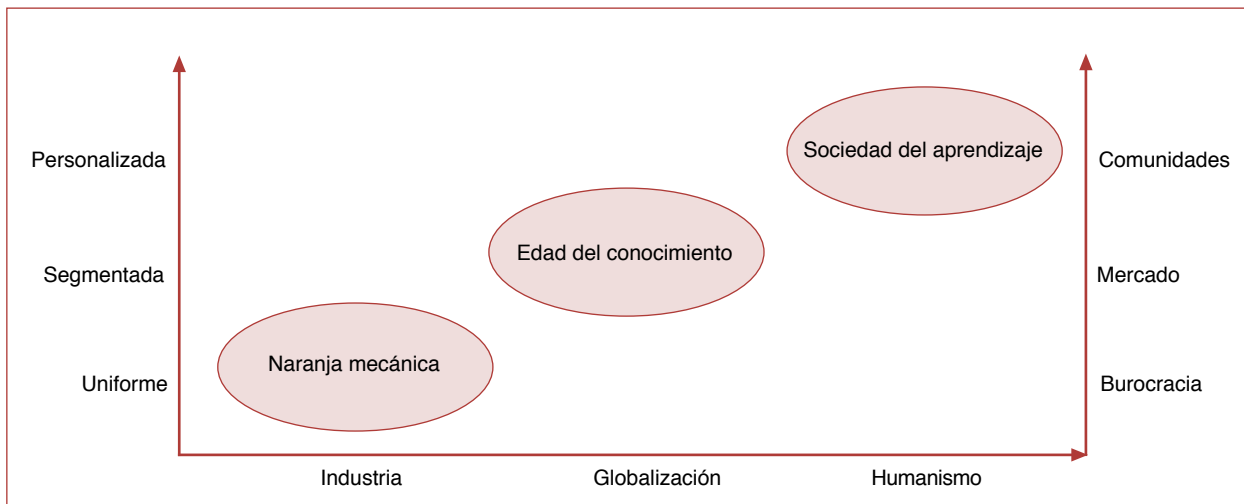 Personalizada
Sociedad del aprendizaje
Comunidades
Edad del conocimiento
Segmentada
Mercado
Naranja mecánica
Uniforme
Burocracia
Industria
Globalización
Humanismo